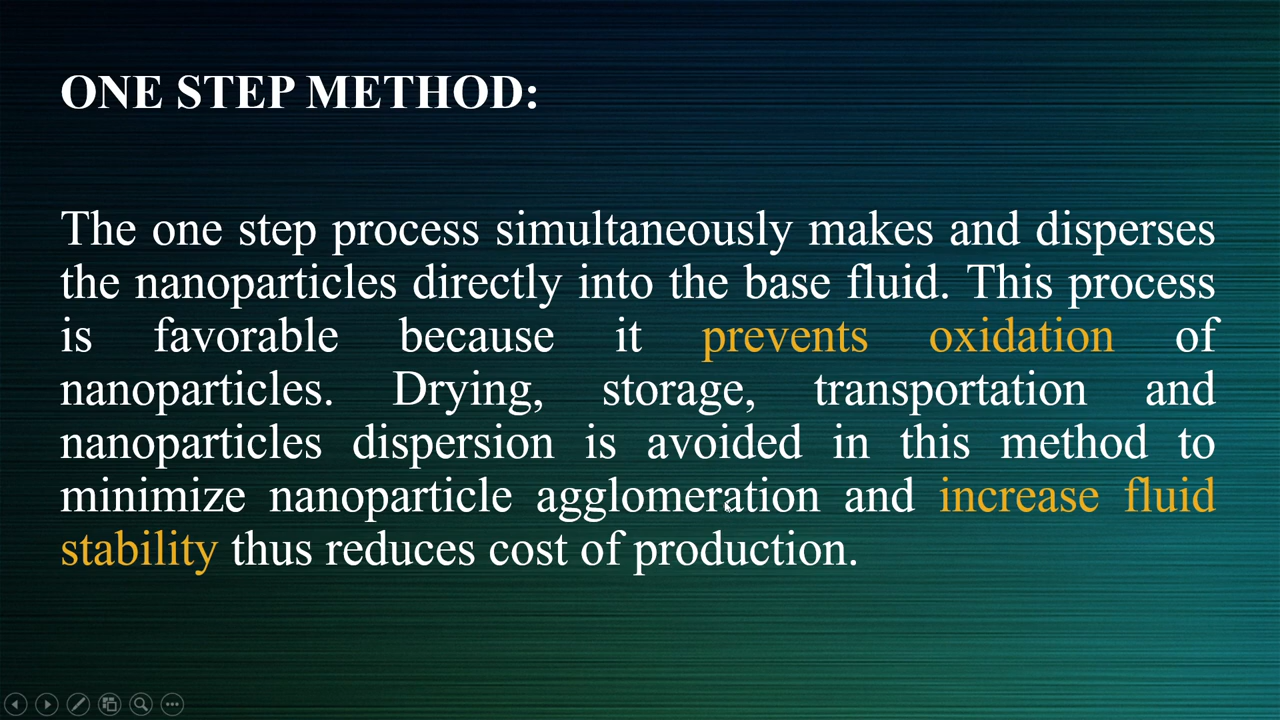 ONE STEP METHOD:
The one step process simultaneously makes and disperses
the nanoparticles directly into the base fluid. This process
is favorable because it prevents oxidation of
nanoparticles. Drying, storage, transportation and
nanoparticles dispersion is avoided in this method to
minimize nanoparticle agglomeration and increase fluid
stability thus reduces cost of production.